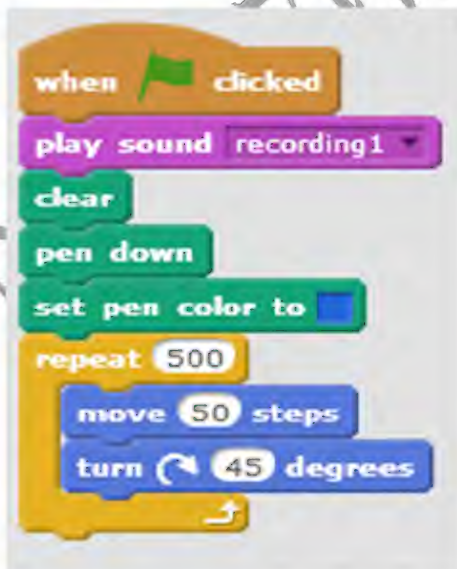 when clicked
play sound recording1
clear
pen down
set pen color to
repeat 500
move 50 steps
turn 45 degrees